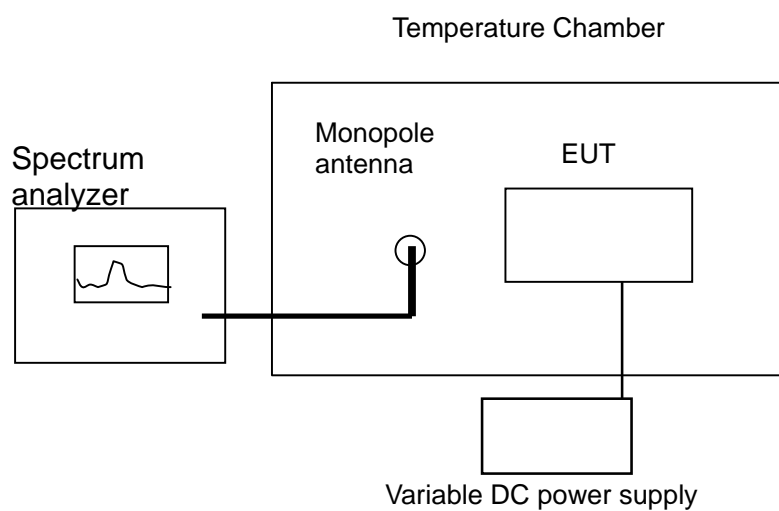 Temperature Chamber
Monopole
antenna
EUT
Spectrum
analyzer
Variable DC power supply